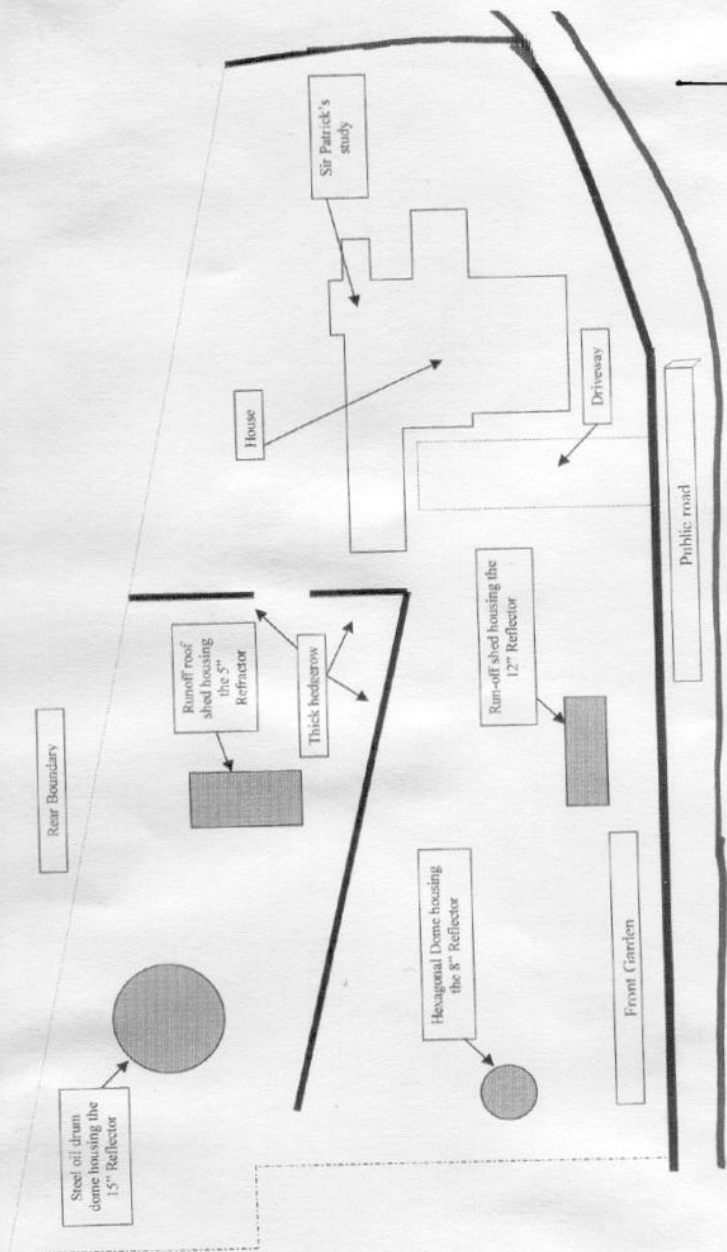 Steel oil drum
dome housing the
15" Reflector
Rear Boundary
Runoff roof
shed housing
the 5"
Refractor
Thick hedgerow
House
Sir Patrick's
study
Hexagonal Dome housing
the 8" Reflector
Run-off shed housing the
12" Reflector
Driveway
Front Garden
Public road